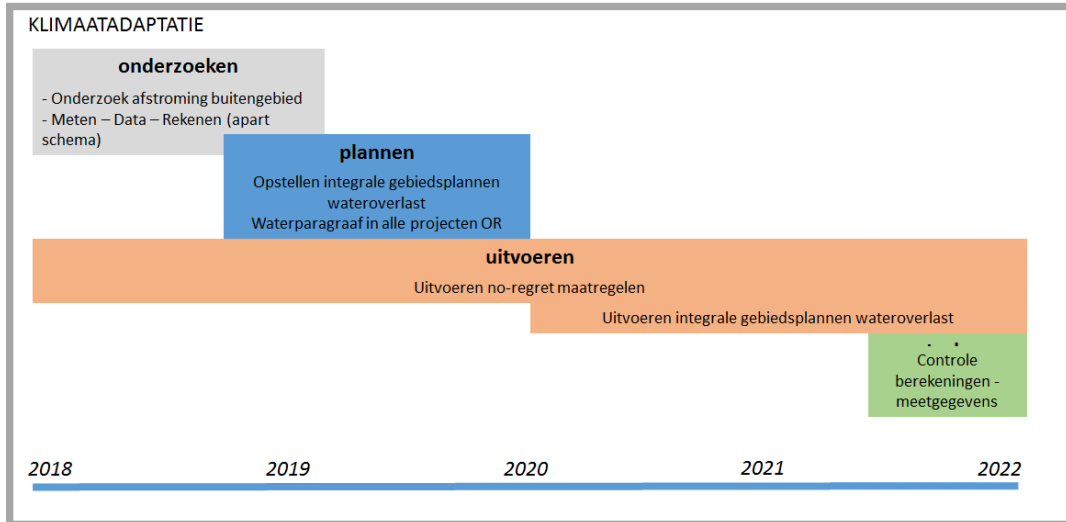 KLIMAATADAPTATIE
onderzoeken
- Onderzoek afstroming buitengebied
- Meten – Data – Rekenen (apart
schema)
plannen
Opstellen integrale gebiedsplannen
wateroverlast
Waterparagraaf in alle projecten OR
uitvoeren
Uitvoeren no-regret maatregelen
Uitvoeren integrale gebiedsplannen wateroverlast
Controle
berekeningen -
meetgegevens
2018 2019 2020 2021 2022